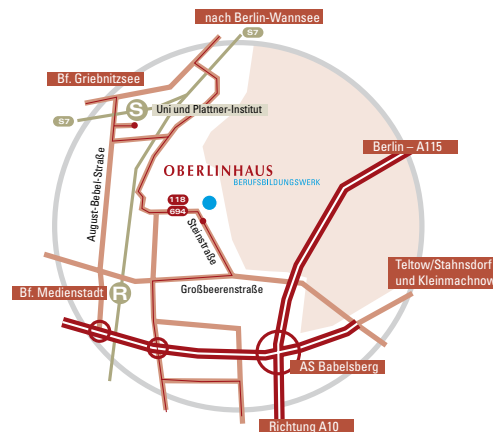 nach Berlin-Wannsee
S7
Bf. Griebnitzsee
S
Uni und Plattner-Institut
S7
Berlin – A115
OBERLINHAUS
BERUFSBILDUNGSWERK
August-Bebel-Straße
118
694
Steinstraße
Teltow/Stahnsdorf
und Kleinmachnow
Großbeerenstraße
Bf. Medienstadt
R
AS Babelsberg
Richtung A10